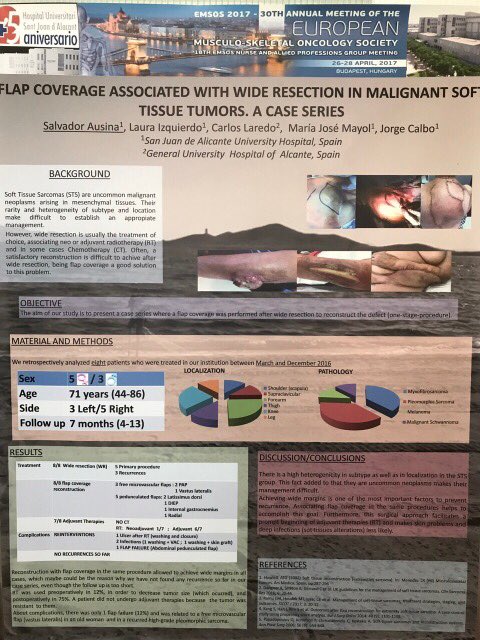 Hospital Universitari
Sant Joan d'Alacant
aniversario
EMSOS 2017 - 30TH ANNUAL MEETING OF THE
EUROPEAN
MUSCULO-SKELETAL ONCOLOGY SOCIETY
18TH EMSOS NURSE AND ALLIED PROFESSIONS GROUP MEETING
26-28 APRIL, 2017
BUDAPEST, HUNGARY
FLAP COVERAGE ASSOCIATED WITH WIDE RESECTION IN MALIGNANT SOFT
TISSUE TUMORS. A CASE SERIES
Salvador Ausina1, Laura Izquierdo1, Carlos Laredo2, María José Mayol1, Jorge Calbo1
1San Juan de Alicante University Hospital, Spain
2General University Hospital of Alcante, Spain
BACKGROUND
Soft Tissue Sarcomas (STS) are uncommon malignant
neoplasms arising in mesenchymal tissues. Their
rarity and heterogeneity of subtype and location
make difficult to establish an appropiate
management.
However, wide resection is usually the treatment of
choice, associating neo or adjuvant radiotherapy (RT)
and in some cases Chemotherapy (CT). Often, a
satisfactory reconstruction is difficult to achive after
wide resection, being flap coverage a good solution
to this problem.
OBJECTIVE
The aim of our study is to present a case series where a flap coverage was performed after wide resection to reconstruct the defect (one-stage-procedure)
MATERIAL AND METHODS
We retrospectively analyzed eight patients who were treated in our institution between March and December 2016
Sex 5 / 3
Age 71 years (44-86)
Side 3 Left/5 Right
Follow up 7 months (4-13)
LOCALIZATION
Shoulder (scapus)
Supraclavicular
Forearm
Thigh
Knee
Leg
PATHOLOGY
Myxofibrosarcoma
Pleomorphic Sarcoma
Melanoma
Malignant Schwannoma
RESULTS
Treatment 8/8 Wide resection (WR) 5 Primary procedure
3 Recurrences
8/8 flap coverage reconstruction 3 free microvascular flaps: 2 FAP
1 Vastus lateralis
5 pedunculated flaps: 2 Latissimus dorsi
1 DIEP
1 internal gastrocnemius
1 Radial
7/8 Adjuvant Therapies NO CT
RT: Neoadjuvant 1/7 ; Adjuvant 6/7
Complications REINTERVENTIONS 1 Ulcer after RT (washing and closure)
2 Infections (1 washing + VAC ; 1 washing + skin graft)
1 FLAP FAILURE (Abdominal pedunculated flap)
NO RECURRENCES SO FAR
Reconstruction with flap coverage in the same procedure allowed to achieve wide margins in all
cases, which maybe could be the reason why we have not found any recurrence so far in our
case series, even though the follow up is too short.
RT was used preoperatively in 12%, in order to decrease tumor size (which ocurred), and
postoperatively in 75%. A patient did not undergo adjuvant therapies because the tumor was
resistant to them.
About complications, there was only 1 flap failure (12%) and was related to a free microvascular
flap (vastus lateralis) in an old woman and in a recurred high-grade plomorphic sarcoma.
DISCUSSION/CONCLUSIONS
There is a high heterogeneity in subtype as well as in localization in the STS
group. This fact added to that they are uncommon neoplasms makes their
management difficult.
Achieving wide margins is one of the most important factors to prevent
recurrence. Associating flap coverage in the same procedures helps to
accomplish that goal. Futhermore, this surgical approach facilitates a
prompt beginning of adjuvant therapies (RT) and makes skin problems and
deep infections (soft-tissues alterations) less likely.
REFERENCES